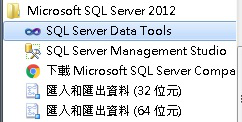 Microsoft SQL Server 2012
SQL Server Data Tools
SQL Server Management Studio
下載 Microsoft SQL Server Compa
匯入和匯出資料 (32 位元)
匯入和匯出資料 (64 位元)